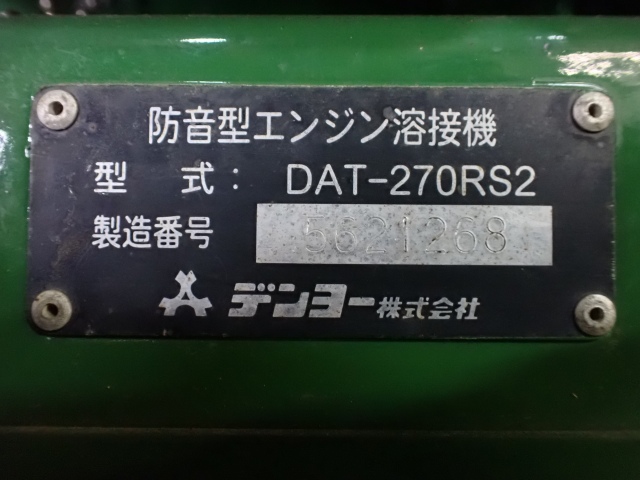 防音型エンジン溶接機
型 式: DAT-270RS2
製造番号 5621268
デンヨー株式会社